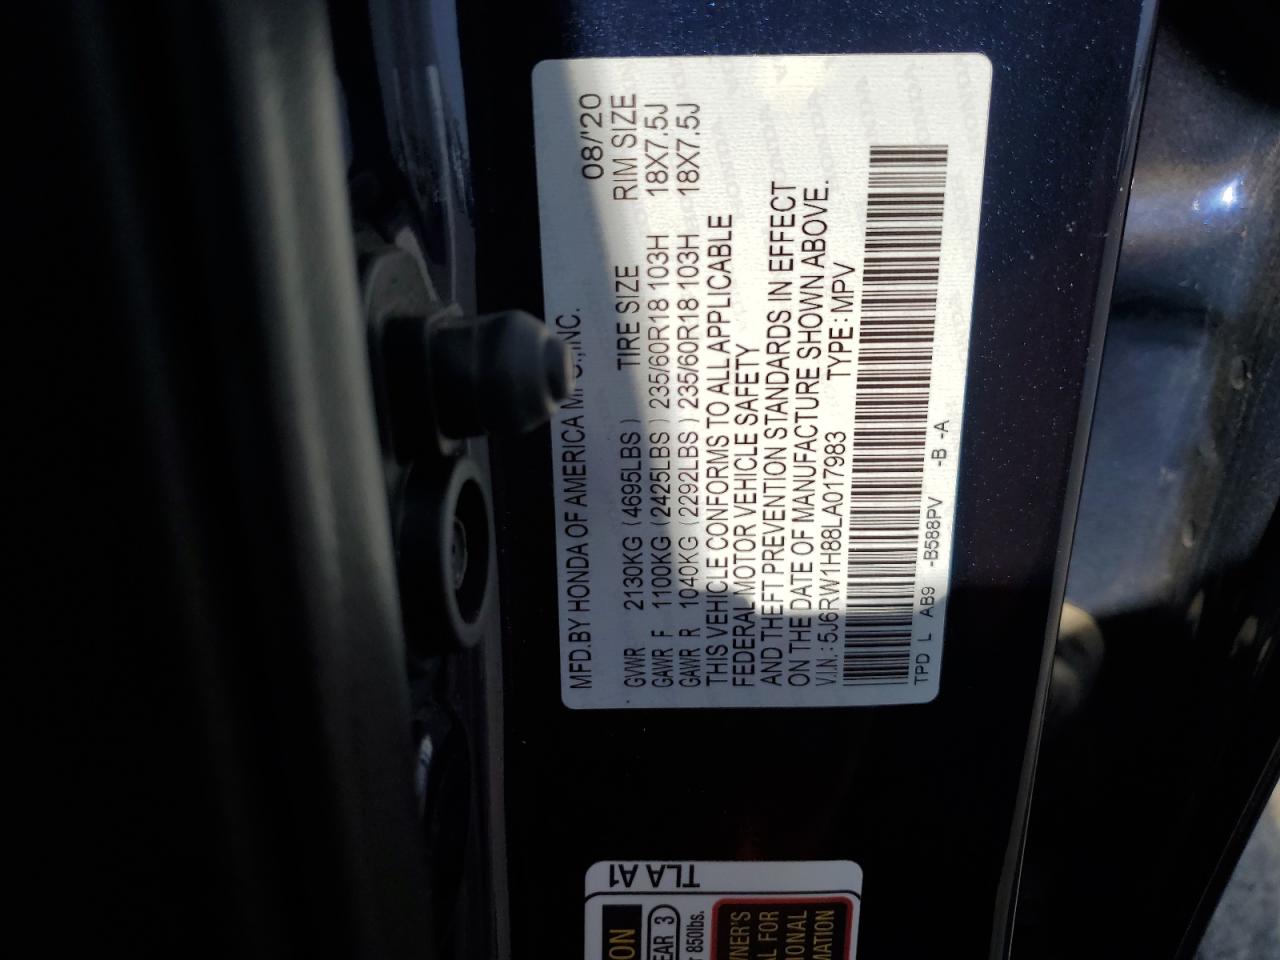 MFD.BY HONDA OF AMERICA INC. 08/'20
GVWR 2130KG (4695LBS) TIRE SIZE RIM SIZE
GAWR F 1100KG (2425LBS) 235/60R18 103H 18X7.5J
GAWR R 1040KG (2292LBS) 235/60R18 103H 18X7.5J
THIS VEHICLE CONFORMS TO ALL APPLICABLE
FEDERAL MOTOR VEHICLE SAFETY
AND THEFT PREVENTION STANDARDS IN EFFECT
ON THE DATE OF MANUFACTURE SHOWN ABOVE.
V.I.N.: 5J6RW1H88LA017983 TYPE: MPV
TPD L AB9 -B588PV -B -A
TLA A1
3
850lbs.